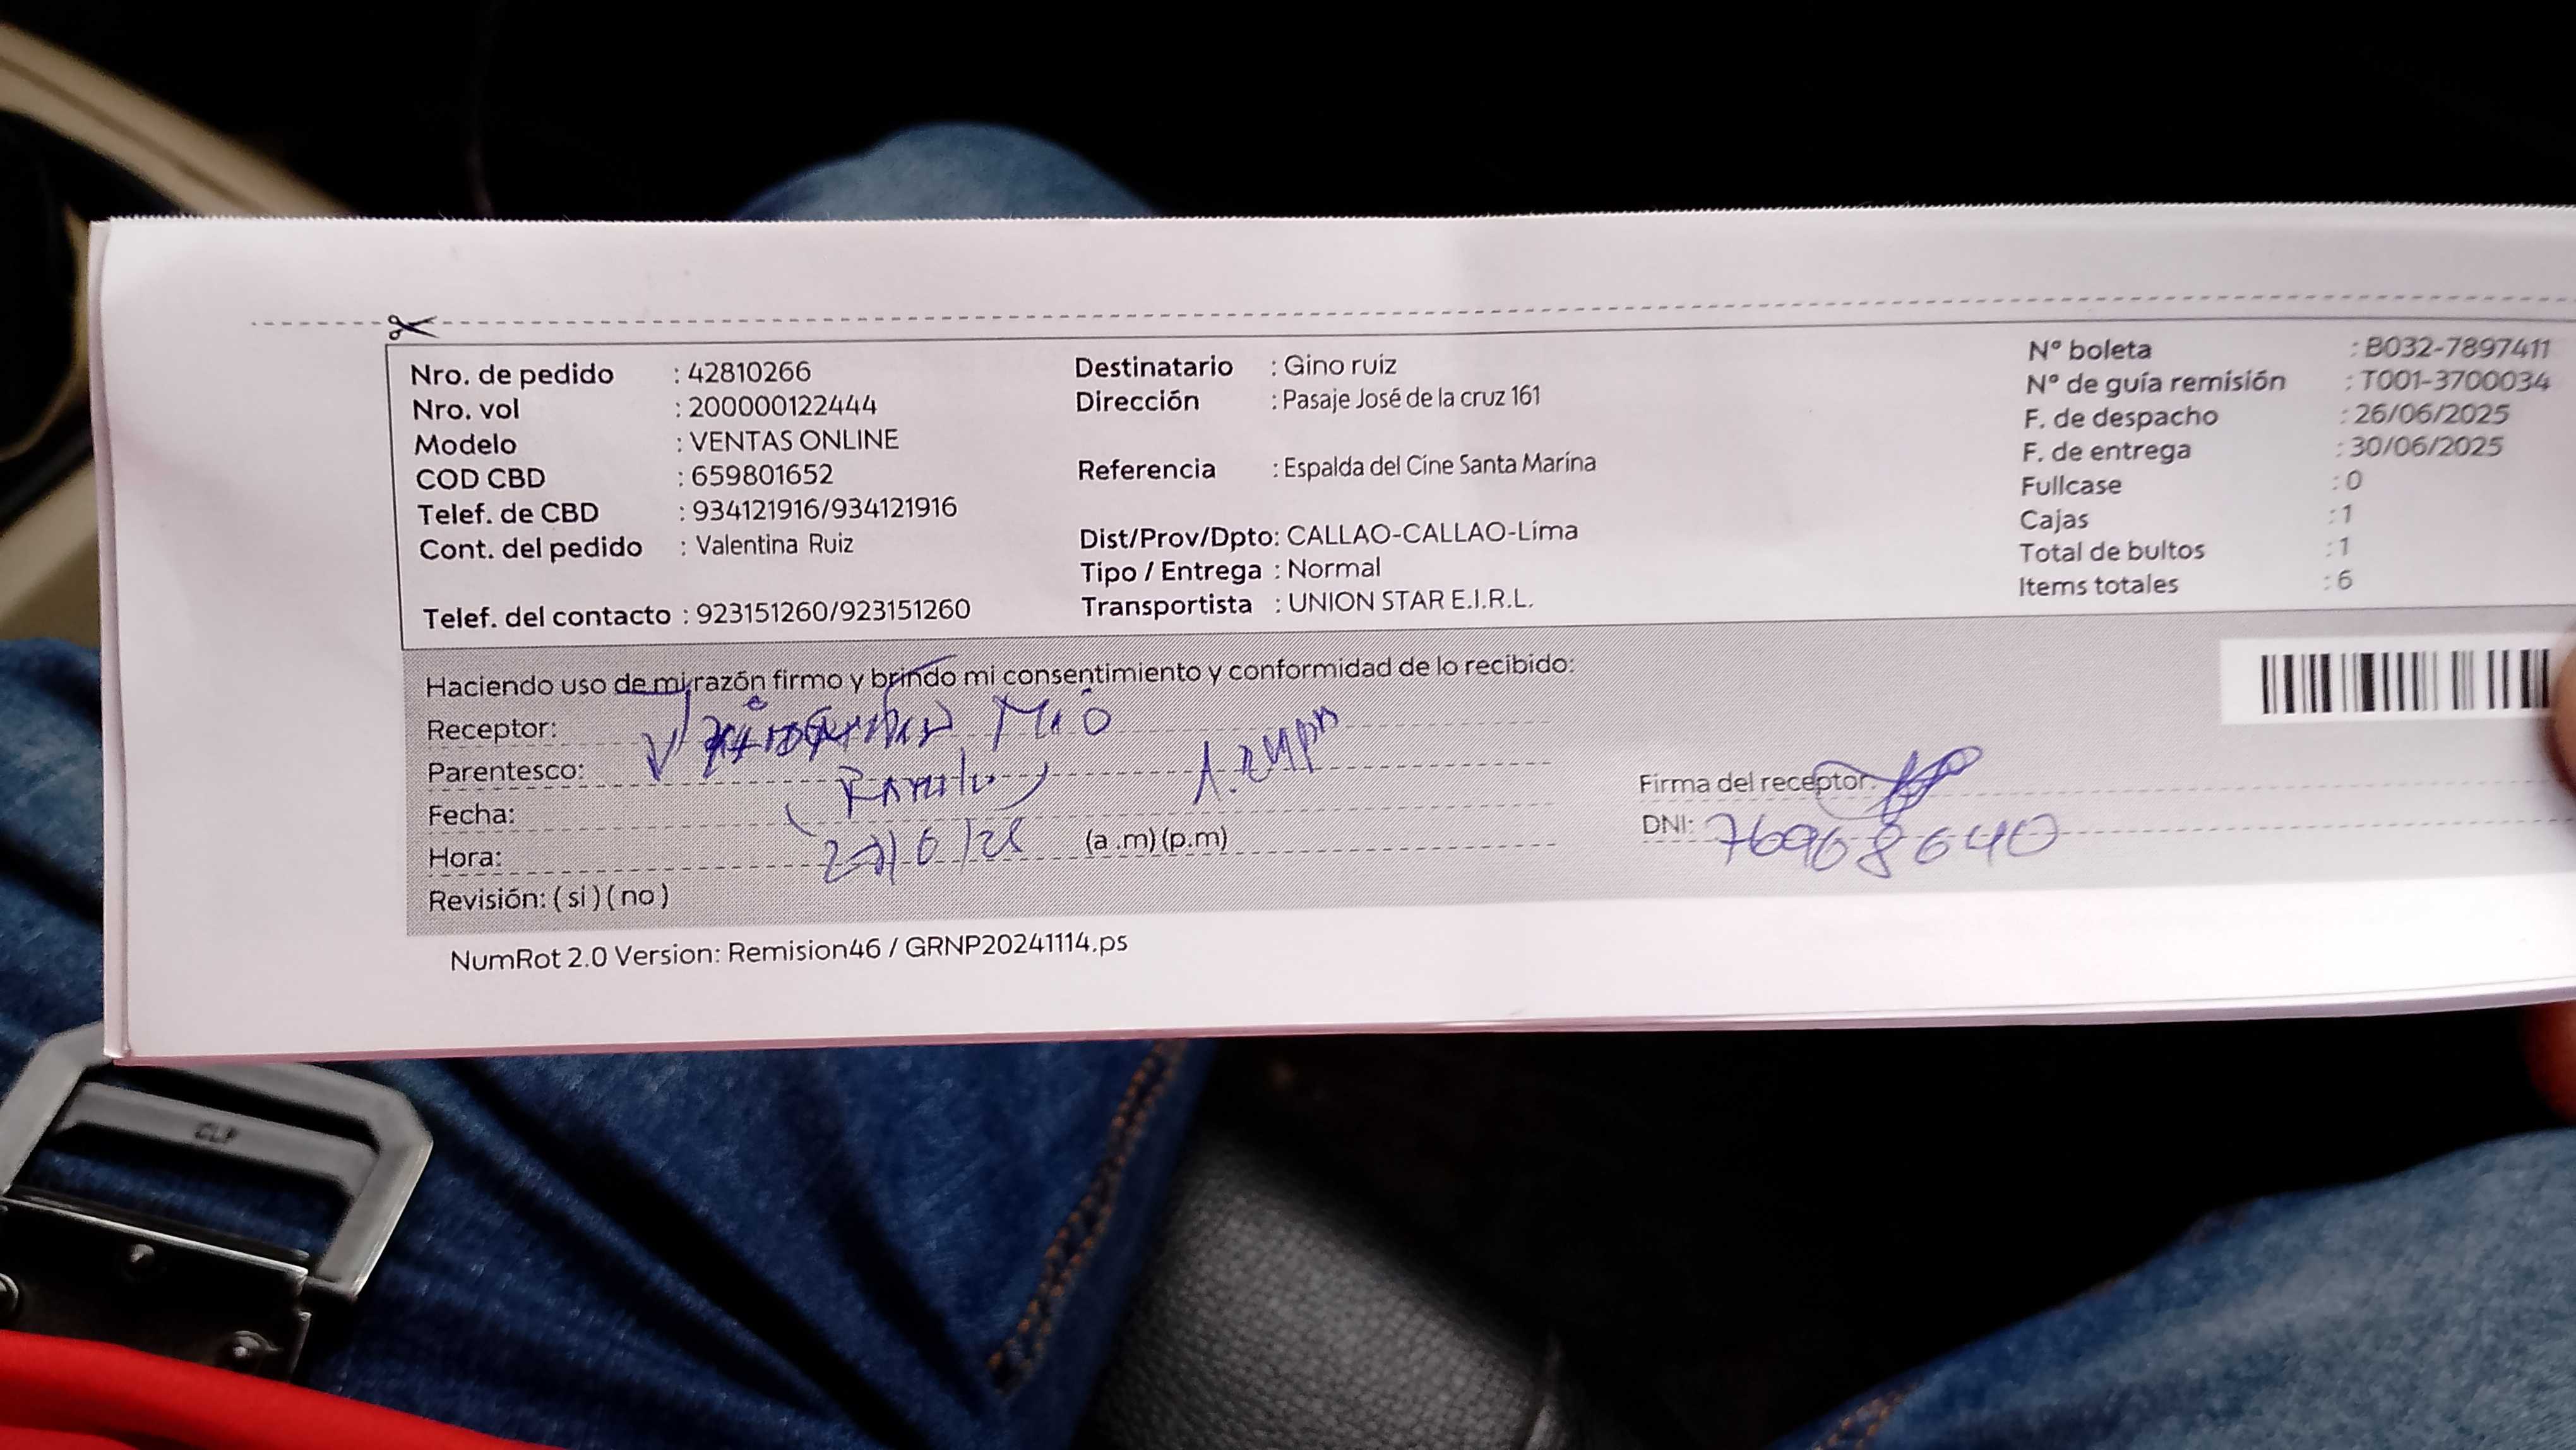 Nro. de pedido : 42810266
Nro. vol : 200000122444
Modelo : VENTAS ONLINE
COD CBD : 659801652
Telef. de CBD : 934121916/934121916
Cont. del pedido : Valentina Ruiz
Telef. del contacto : 923151260/923151260
Destinatario : Gino ruiz
Dirección : Pasaje José de la cruz 161
Referencia : Espalda del Cine Santa Marina
Dist/Prov/Dpto: CALLAO-CALLAO-Lima
Tipo / Entrega : Normal
Transportista : UNION STAR E.I.R.L.
N° boleta : B032-7897411
N° de guía remisión : T001-3700034
F. de despacho : 26/06/2025
F. de entrega : 30/06/2025
Fullcase : 0
Cajas : 1
Total de bultos : 1
Items totales : 6
Haciendo uso de mi razón firmo y brindo mi consentimiento y conformidad de lo recibido:
Receptor:
Parentesco:
Fecha:
Hora: (a .m) (p.m)
Revisión: ( si ) ( no )
Firma del receptor:
DNI: 76968640
NumRot 2.0 Version: Remision46 / GRNP20241114.ps
CLP